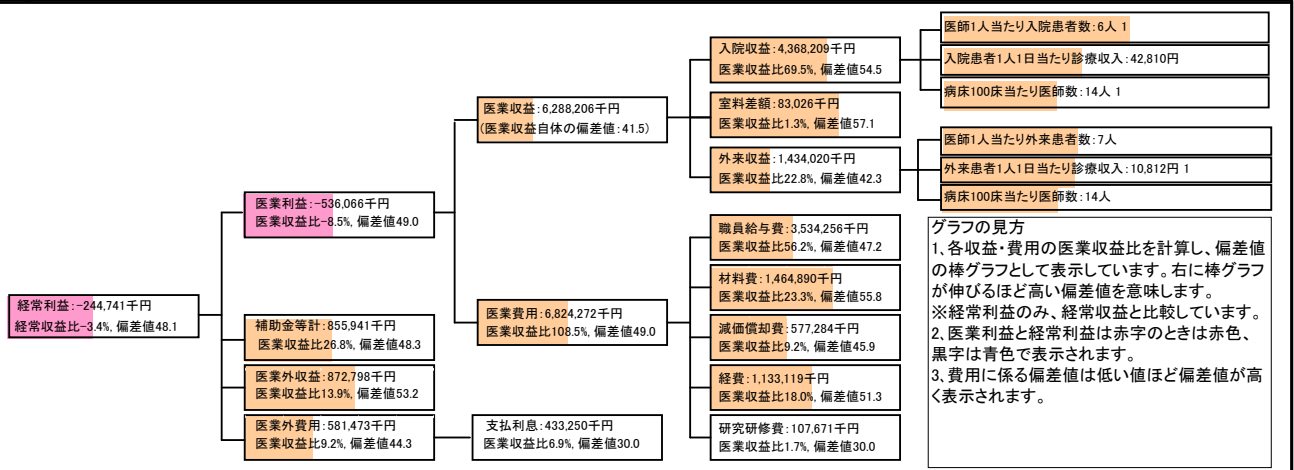 経常利益:-244,741千円
経常収益比-3.4%, 偏差値48.1
医業利益:-536,066千円
医業収益比-8.5%, 偏差値49.0
補助金等計:855,941千円
医業収益比26.8%, 偏差値48.3
医業外収益:872,798千円
医業収益比13.9%, 偏差値53.2
医業外費用:581,473千円
医業収益比9.2%, 偏差値44.3
支払利息:433,250千円
医業収益比6.9%, 偏差値30.0
医業収益:6,288,206千円
(医業収益自体の偏差値:41.5)
医業費用:6,824,272千円
医業収益比108.5%, 偏差値49.0
入院収益:4,368,209千円
医業収益比69.5%, 偏差値54.5
室料差額:83,026千円
医業収益比1.3%, 偏差値57.1
外来収益:1,434,020千円
医業収益比22.8%, 偏差値42.3
職員給与費:3,534,256千円
医業収益比56.2%, 偏差値47.2
材料費:1,464,890千円
医業収益比23.3%, 偏差値55.8
減価償却費:577,284千円
医業収益比9.2%, 偏差値45.9
経費:1,133,119千円
医業収益比18.0%, 偏差値51.3
研究研修費:107,671千円
医業収益比1.7%, 偏差値30.0
医師1人当たり入院患者数:6人 1
入院患者1人1日当たり診療収入:42,810円
病床100床当たり医師数:14人 1
医師1人当たり外来患者数:7人
外来患者1人1日当たり診療収入:10,812円 1
病床100床当たり医師数:14人
グラフの見方
1、各収益・費用の医業収益比を計算し、偏差値
の棒グラフとして表示しています。右に棒グラフ
が伸びるほど高い偏差値を意味します。
※経常利益のみ、経常収益と比較しています。
2、医業利益と経常利益は赤字のときは赤色、
黒字は青色で表示されます。
3、費用に係る偏差値は低い値ほど偏差値が高
く表示されます。